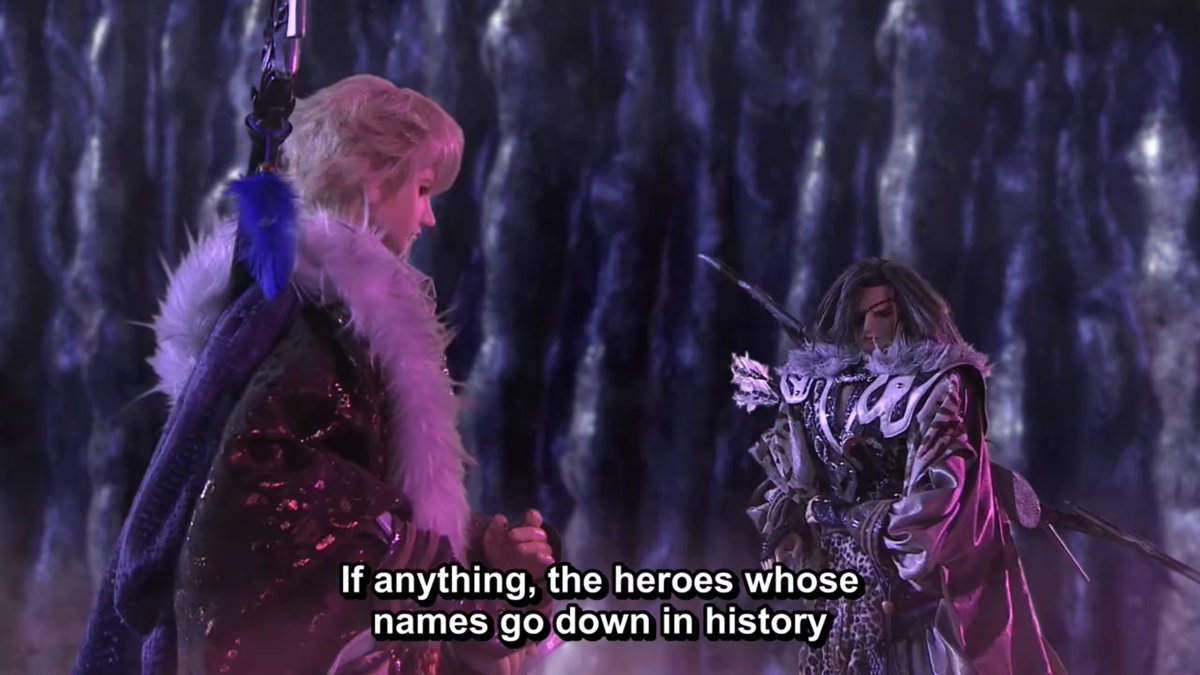 If anything, the heroes whose
names go down in history